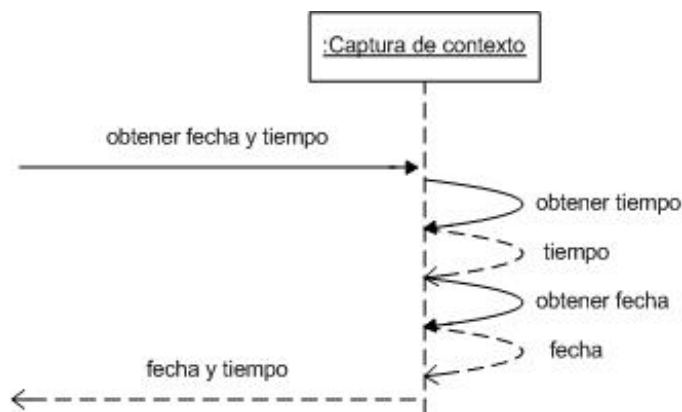 :Captura de contexto
obtener fecha y tiempo
obtener tiempo
tiempo
obtener fecha
fecha
fecha y tiempo